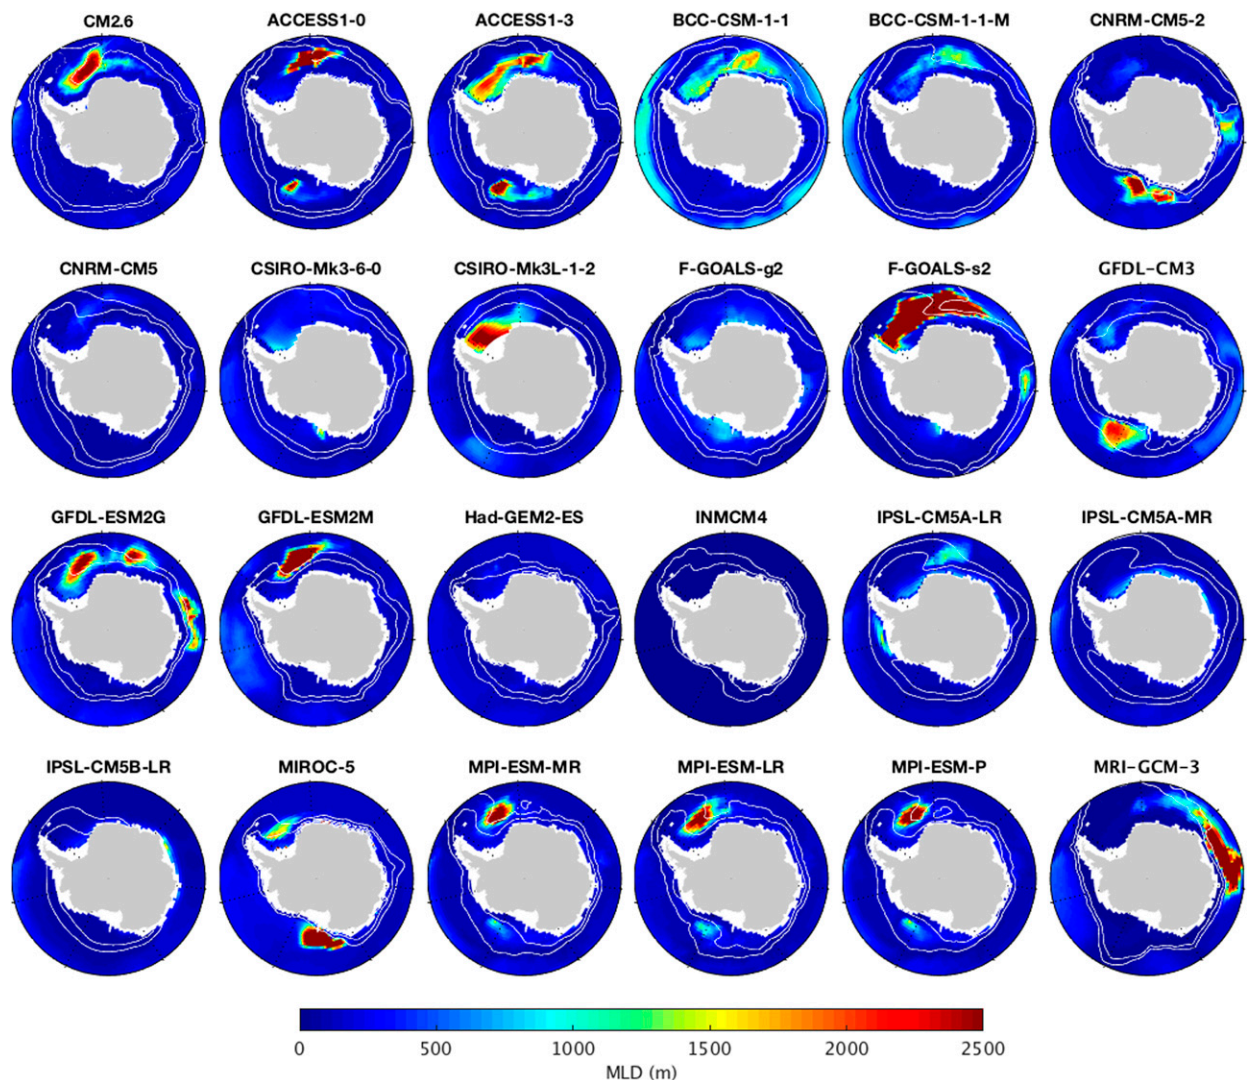 CM2.6 ACCESS1-0 ACCESS1-3 BCC-CSM-1-1 BCC-CSM-1-1-M CNRM-CM5-2
CNRM-CM5 CSIRO-Mk3-6-0 CSIRO-Mk3L-1-2 F-GOALS-g2 F-GOALS-s2 GFDL-CM3
GFDL-ESM2G GFDL-ESM2M Had-GEM2-ES INMCM4 IPSL-CM5A-LR IPSL-CM5A-MR
IPSL-CM5B-LR MIROC-5 MPI-ESM-MR MPI-ESM-LR MPI-ESM-P MRI-GCM-3
0 500 1000 1500 2000 2500
MLD (m)